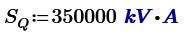 S_Q := 350000 kV · A